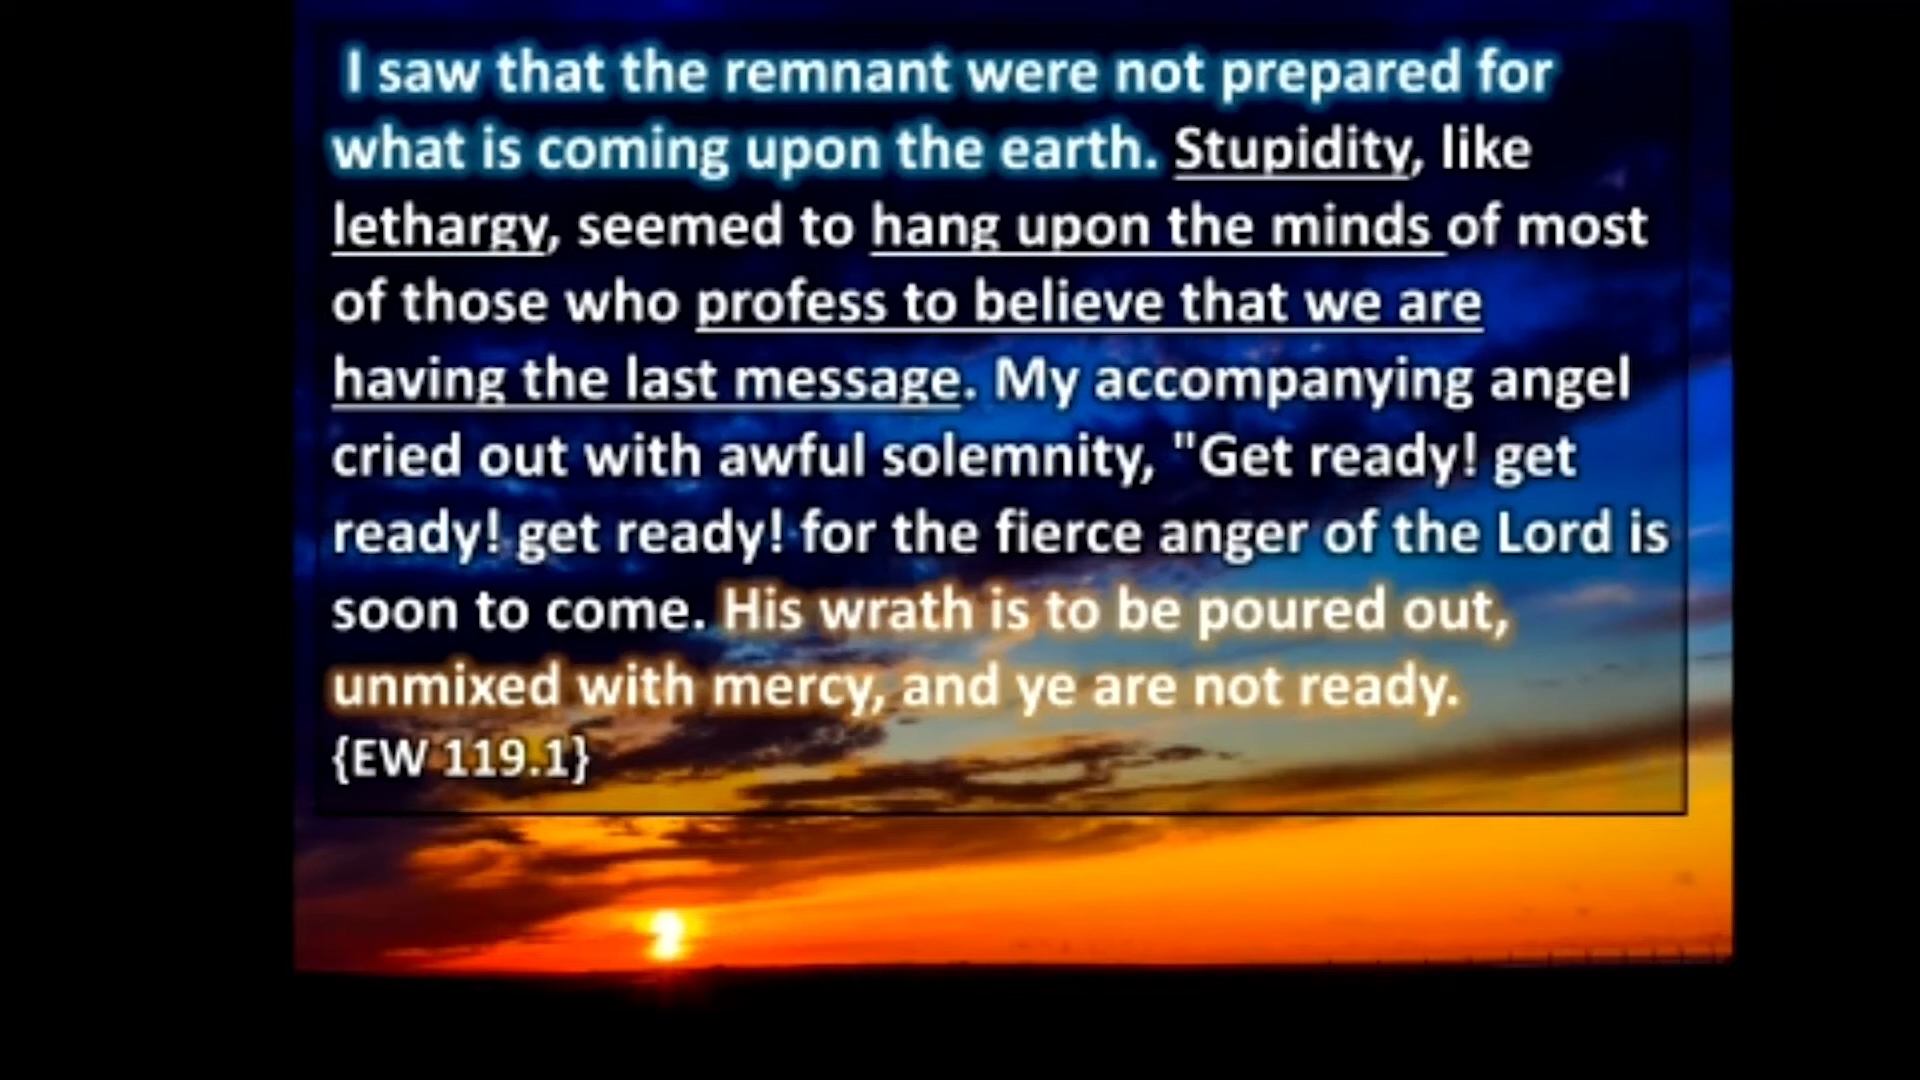 I saw that the remnant were not prepared for
what is coming upon the earth. Stupidity, like
lethargy, seemed to hang upon the minds of most
of those who profess to believe that we are
having the last message. My accompanying angel
cried out with awful solemnity, "Get ready! get
ready! get ready! for the fierce anger of the Lord is
soon to come. His wrath is to be poured out,
unmixed with mercy, and ye are not ready.
{EW 119.1}